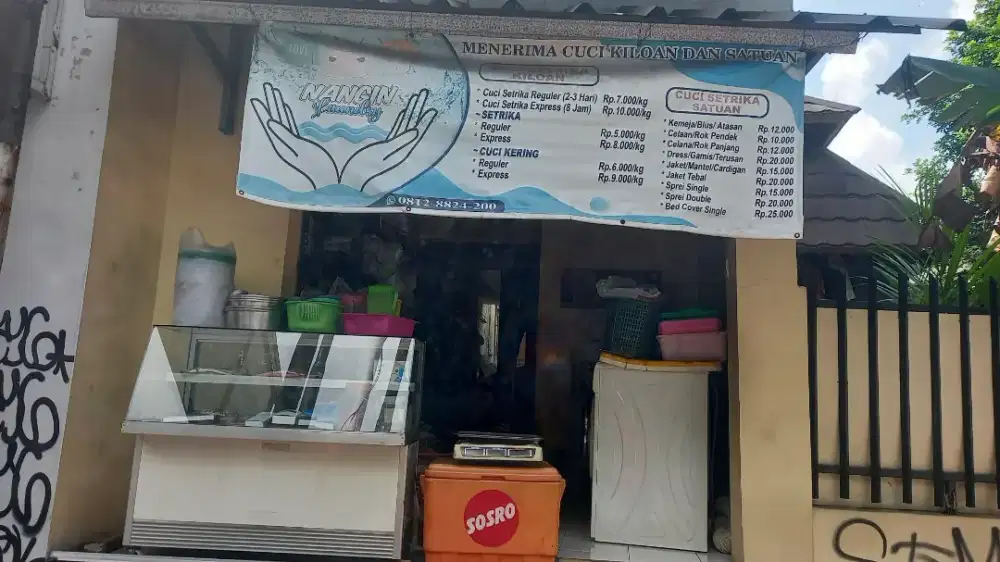 NANCIN
Laundry
0812-8824-200
MENERIMA CUCI KILOAN DAN SATUAN
KILOAN
* Cuci Setrika Reguler (2-3 Hari) Rp.7.000/kg
* Cuci Setrika Express (8 Jam) Rp.10.000/kg
~ SETRIKA
* Reguler Rp.5.000/kg
* Express Rp.8.000/kg
~ CUCI KERING
* Reguler Rp.6.000/kg
* Express Rp.9.000/kg
CUCI SETRIKA
SATUAN
* Kemeja/Blus/ Atasan Rp.12.000
* Celaan/Rok Pendek Rp.10.000
* Celana/Rok Panjang Rp.12.000
* Dress/Gamis/Terusan Rp.20.000
* Jaket/Mantel/Cardigan Rp.15.000
* Jaket Tebal Rp.20.000
* Sprei Single Rp.15.000
* Sprei Double Rp.20.000
* Bed Cover Single Rp.25.000
SOSRO